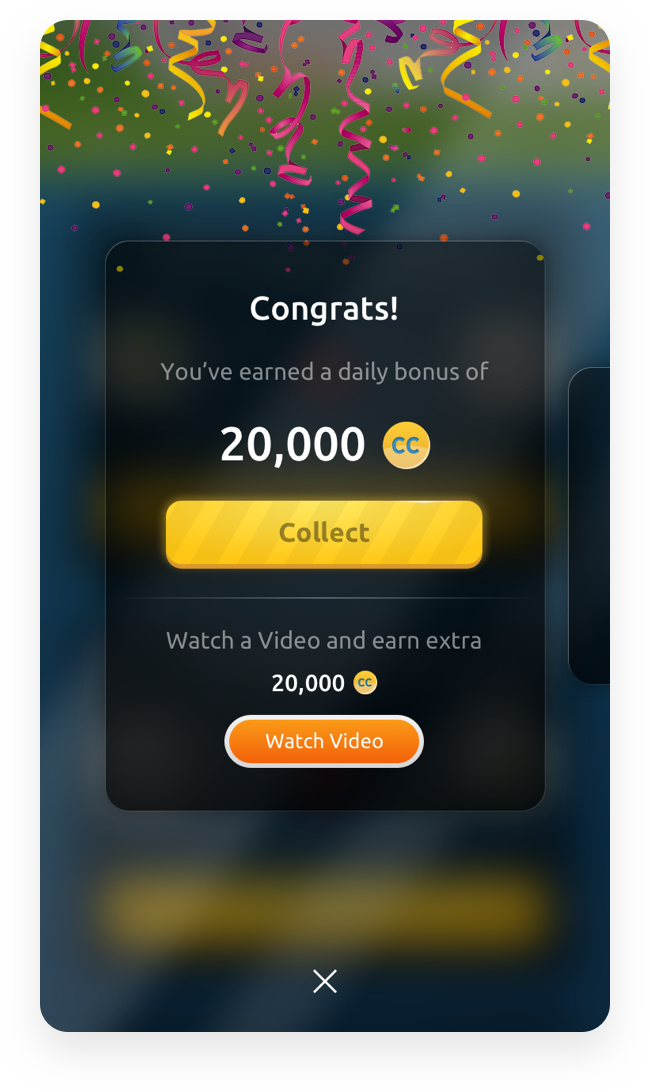 Congrats!
You’ve earned a daily bonus of
20,000 CC
Collect
Watch a Video and earn extra
20,000 CC
Watch Video